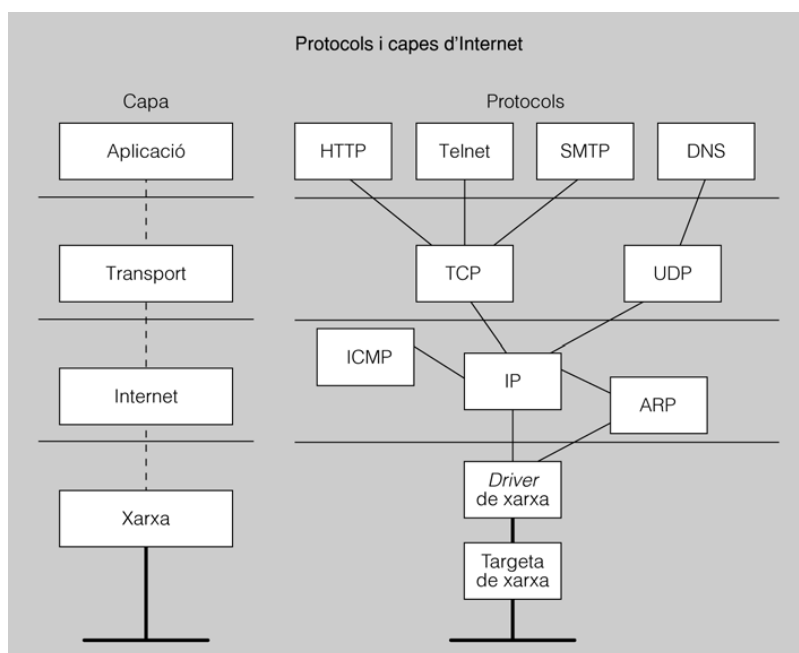 Protocols i capes d'Internet
Capa
Protocols
Aplicació
HTTP
Telnet
SMTP
DNS
Transport
TCP
UDP
ICMP
IP
Internet
ARP
Driver
de xarxa
Xarxa
Targeta
de xarxa